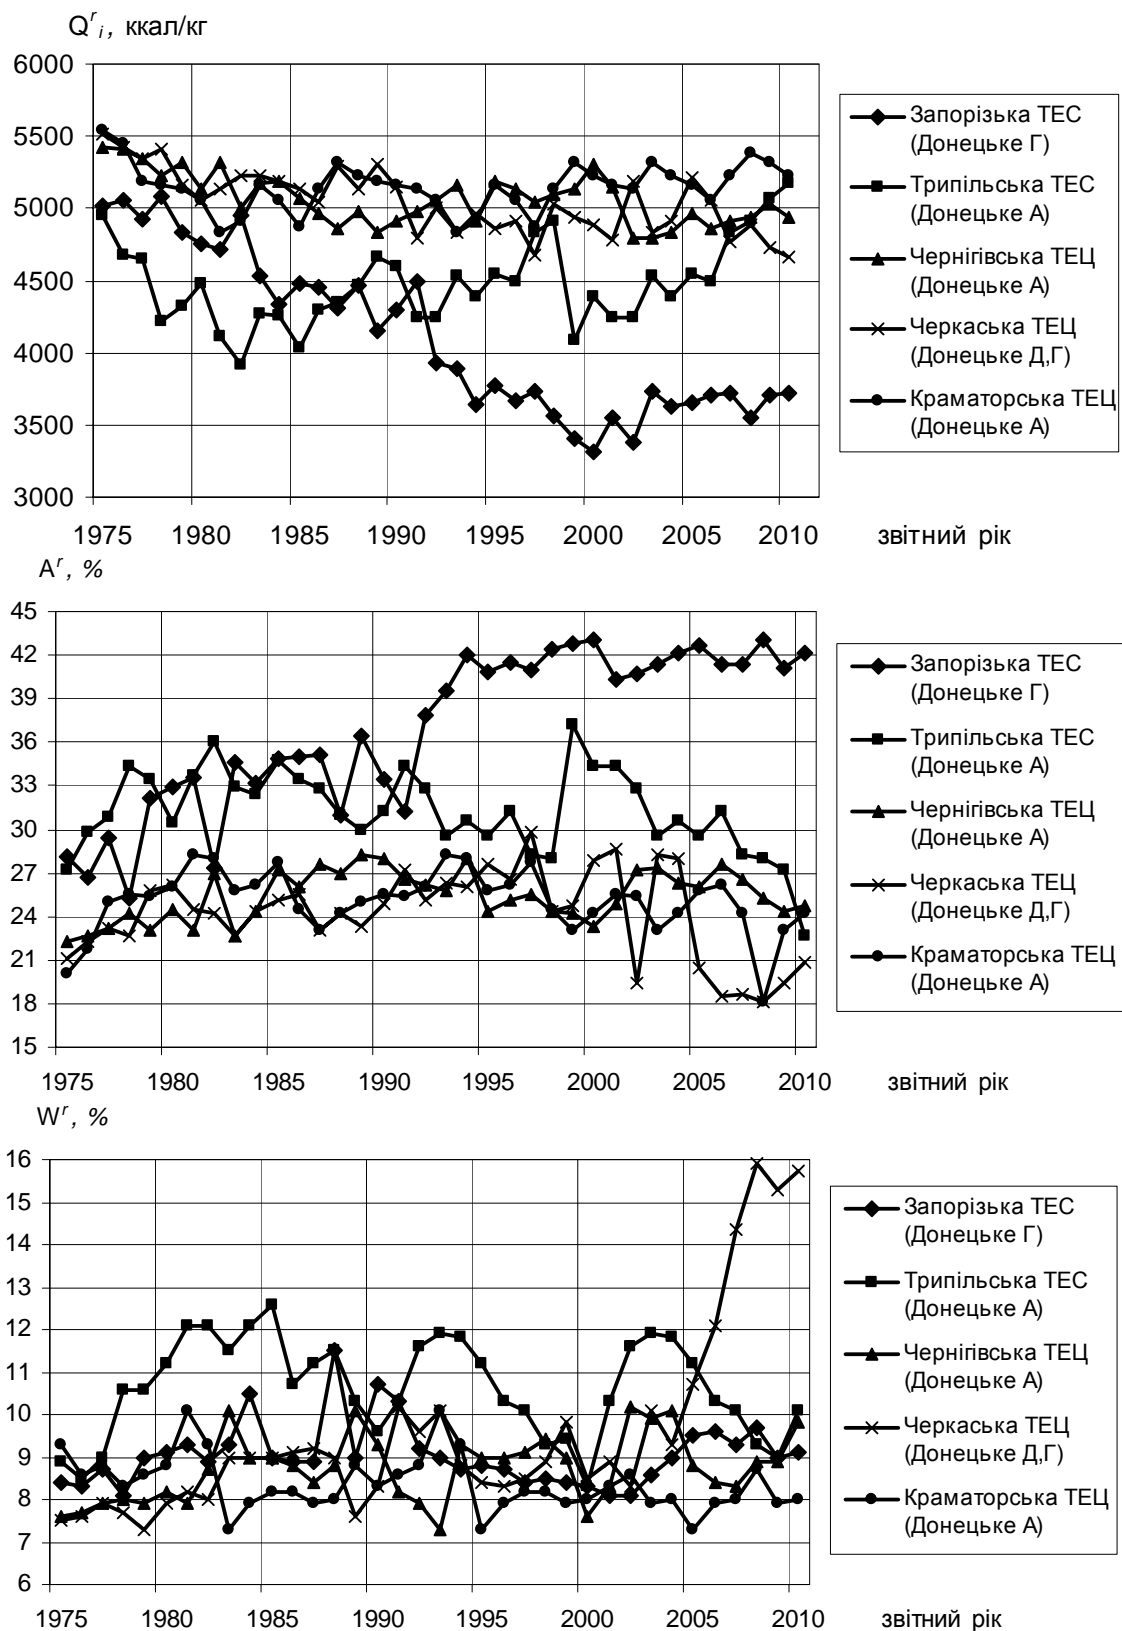 Qʳᵢ, ккал/кг
6000
5500
5000
4500
4000
3500
3000
1975 1980 1985 1990 1995 2000 2005 2010
звітний рік
Запорізька ТЕС
(Донецьке Г)
Трипільська ТЕС
(Донецьке А)
Чернігівська ТЕЦ
(Донецьке А)
Черкаська ТЕЦ
(Донецьке Д,Г)
Краматорська ТЕЦ
(Донецьке А)
Aʳ, %
45
42
39
36
33
30
27
24
21
18
15
1975 1980 1985 1990 1995 2000 2005 2010
звітний рік
Запорізька ТЕС
(Донецьке Г)
Трипільська ТЕС
(Донецьке А)
Чернігівська ТЕЦ
(Донецьке А)
Черкаська ТЕЦ
(Донецьке Д,Г)
Краматорська ТЕЦ
(Донецьке А)
Wʳ, %
16
15
14
13
12
11
10
9
8
7
6
1975 1980 1985 1990 1995 2000 2005 2010
звітний рік
Запорізька ТЕС
(Донецьке Г)
Трипільська ТЕС
(Донецьке А)
Чернігівська ТЕЦ
(Донецьке А)
Черкаська ТЕЦ
(Донецьке Д,Г)
Краматорська ТЕЦ
(Донецьке А)